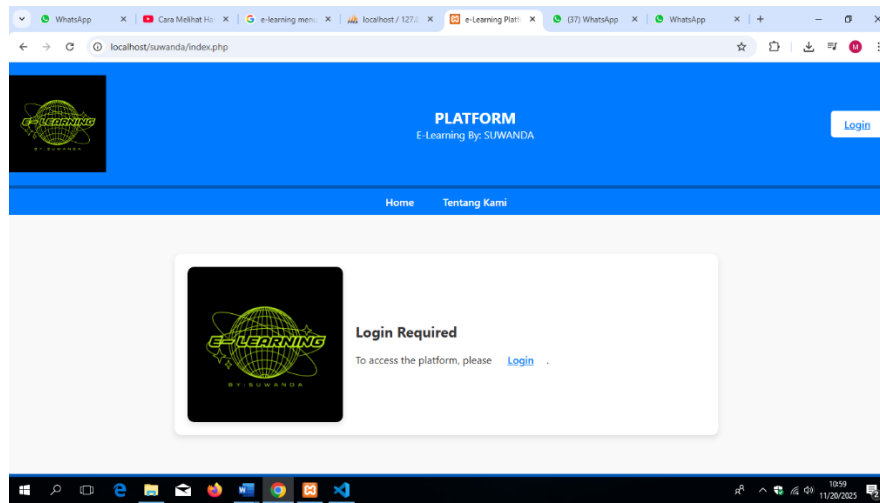 WhatsApp
Cara Melihat Ha
e-learning men
localhost / 127.0
e-Learning Platf
(37) WhatsApp
WhatsApp
localhost/suwanda/index.php
M
E-LEARNING
BY:SUWANDA
PLATFORM
E-Learning By: SUWANDA
Login
Home Tentang Kami
E-LEARNING
BY:SUWANDA
Login Required
To access the platform, please Login .
10:59
11/20/2025